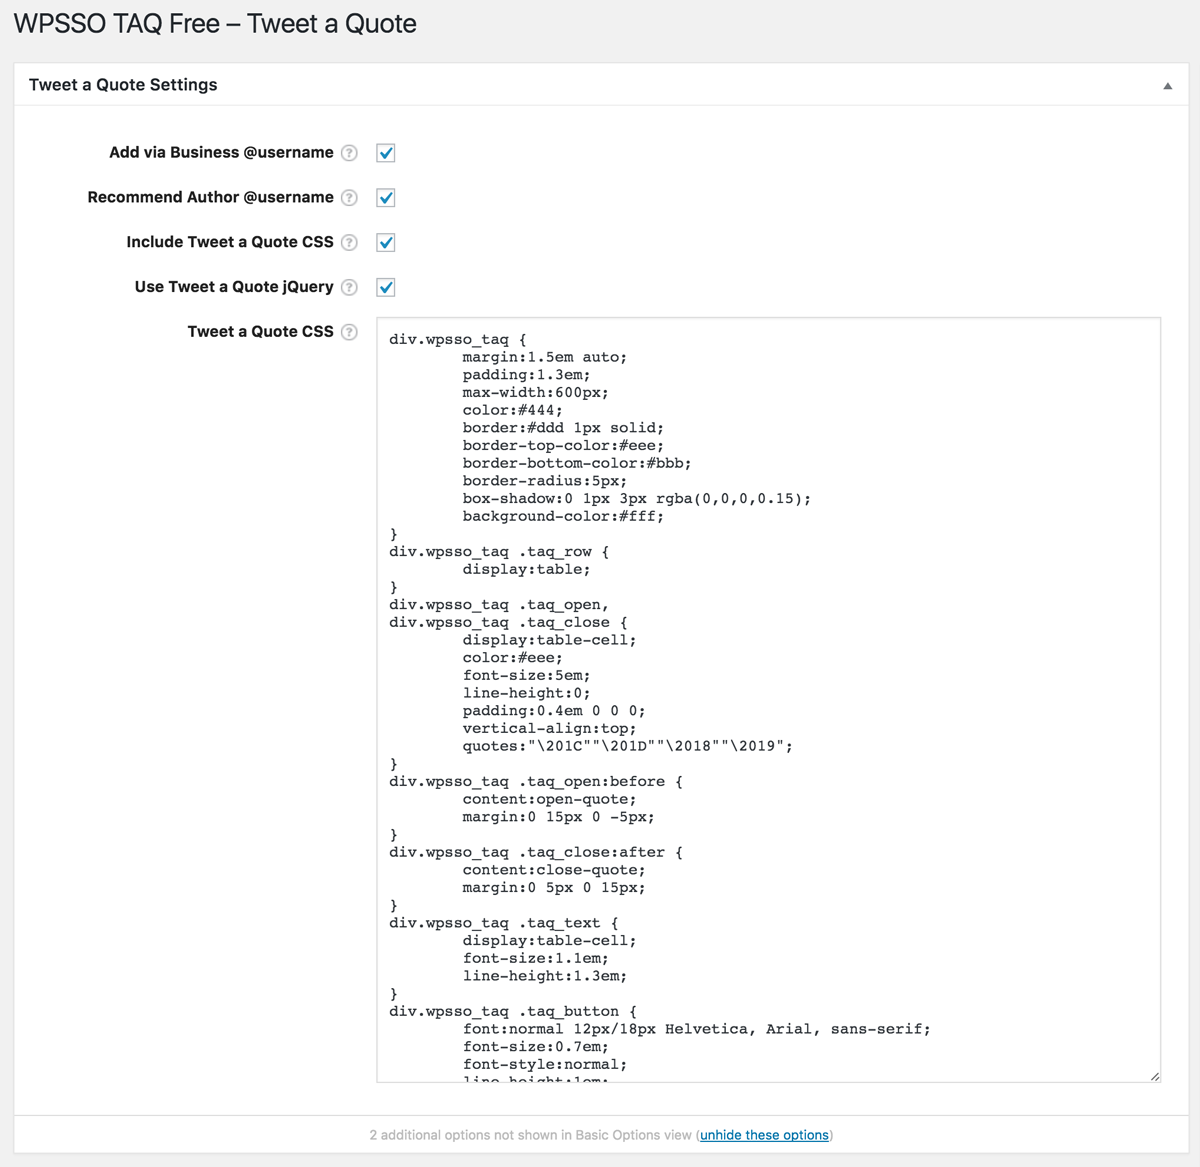 WPSSO TAQ Free – Tweet a Quote
Tweet a Quote Settings
Add via Business @username
Recommend Author @username
Include Tweet a Quote CSS
Use Tweet a Quote jQuery
Tweet a Quote CSS
div.wpsso_taq {
margin:1.5em auto;
padding:1.3em;
max-width:600px;
color:#444;
border:#ddd 1px solid;
border-top-color:#eee;
border-bottom-color:#bbb;
border-radius:5px;
box-shadow:0 1px 3px rgba(0,0,0,0.15);
background-color:#fff;
}
div.wpsso_taq .taq_row {
display:table;
}
div.wpsso_taq .taq_open,
div.wpsso_taq .taq_close {
display:table-cell;
color:#eee;
font-size:5em;
line-height:0;
padding:0.4em 0 0 0;
vertical-align:top;
quotes:"\201C""\201D""\2018""\2019";
}
div.wpsso_taq .taq_open:before {
content:open-quote;
margin:0 15px 0 -5px;
}
div.wpsso_taq .taq_close:after {
content:close-quote;
margin:0 5px 0 15px;
}
div.wpsso_taq .taq_text {
display:table-cell;
font-size:1.1em;
line-height:1.3em;
}
div.wpsso_taq .taq_button {
font:normal 12px/18px Helvetica, Arial, sans-serif;
font-size:0.7em;
font-style:normal;
line-height:1em;
2 additional options not shown in Basic Options view (unhide these options)